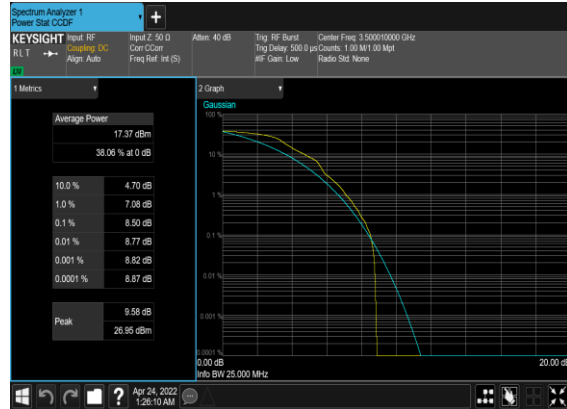 Spectrum Analyzer 1
Power Stat CCDF
KEYSIGHT
RLT
Input: RF
Coupling: DC
Align: Auto
Input Z: 50 Ω
Corr CCorr
Freq Ref: Int (S)
Atten: 40 dB
Trig: RF Burst
Trig Delay: 500.0 µs
#IF Gain: Low
Center Freq: 3.500010000 GHz
Counts: 1.00 M/1.00 Mpt
Radio Std: None
1 Metrics
Average Power
17.37 dBm
38.06 % at 0 dB
10.0 % 4.70 dB
1.0 % 7.08 dB
0.1 % 8.50 dB
0.01 % 8.77 dB
0.001 % 8.82 dB
0.0001 % 8.87 dB
Peak
9.58 dB
26.95 dBm
2 Graph
Gaussian
100 %
10 %
1 %
0.1 %
0.01 %
0.001 %
0.0001 %
0.00 dB
20.00 dB
Info BW 25.000 MHz
?
Apr 24, 2022
1:26:10 AM